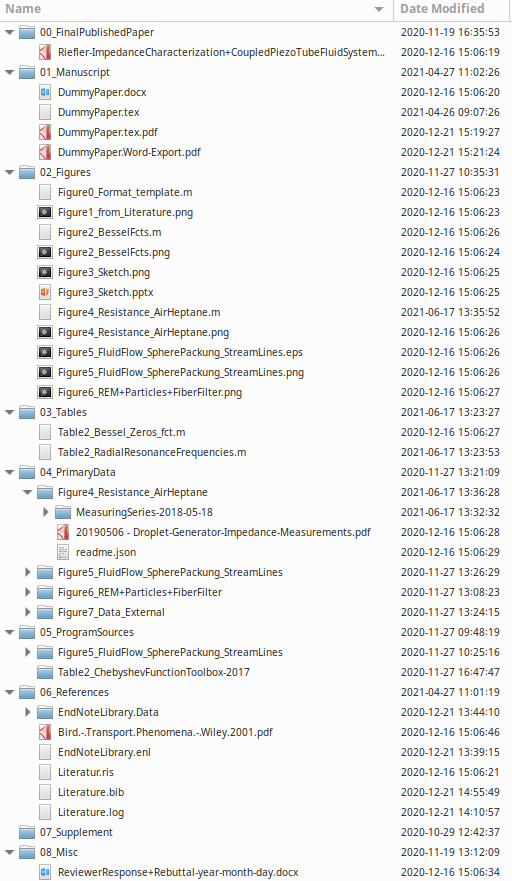 Name Date Modified
00_FinalPublishedPaper 2020-11-19 16:35:53
Riefler-ImpedanceCharacterization+CoupledPiezoTubeFluidSystem... 2020-12-16 15:06:19
01_Manuscript 2021-04-27 11:02:26
DummyPaper.docx 2020-12-16 15:06:20
DummyPaper.tex 2021-04-26 09:07:26
DummyPaper.tex.pdf 2020-12-21 15:19:27
DummyPaper.Word-Export.pdf 2020-12-21 15:21:24
02_Figures 2020-11-27 10:35:31
Figure0_Format_template.m 2020-12-16 15:06:23
Figure1_from_Literature.png 2020-12-16 15:06:23
Figure2_BesselFcts.m 2020-12-16 15:06:26
Figure2_BesselFcts.png 2020-12-16 15:06:24
Figure3_Sketch.png 2020-12-16 15:06:25
Figure3_Sketch.pptx 2020-12-16 15:06:25
Figure4_Resistance_AirHeptane.m 2021-06-17 13:35:52
Figure4_Resistance_AirHeptane.png 2020-12-16 15:06:26
Figure5_FluidFlow_SpherePackung_StreamLines.eps 2020-12-16 15:06:26
Figure5_FluidFlow_SpherePackung_StreamLines.png 2020-12-16 15:06:26
Figure6_REM+Particles+FiberFilter.png 2020-12-16 15:06:27
03_Tables 2021-06-17 13:23:27
Table2_Bessel_Zeros_fct.m 2020-12-16 15:06:27
Table2_RadialResonanceFrequencies.m 2021-06-17 13:23:53
04_PrimaryData 2020-11-27 13:21:09
Figure4_Resistance_AirHeptane 2021-06-17 13:36:28
MeasuringSeries-2018-05-18 2021-06-17 13:32:32
20190506 - Droplet-Generator-Impedance-Measurements.pdf 2020-12-16 15:06:28
readme.json 2020-12-16 15:06:29
Figure5_FluidFlow_SpherePackung_StreamLines 2020-11-27 13:26:29
Figure6_REM+Particles+FiberFilter 2020-11-27 13:08:23
Figure7_Data_External 2020-11-27 13:24:15
05_ProgramSources 2020-11-27 09:48:19
Figure5_FluidFlow_SpherePackung_StreamLines 2020-11-27 10:25:16
Table2_ChebyshevFunctionToolbox-2017 2020-11-27 16:47:47
06_References 2021-04-27 11:01:19
EndNoteLibrary.Data 2020-12-21 13:44:10
Bird.-.Transport.Phenomena.-.Wiley.2001.pdf 2020-12-16 15:06:46
EndNoteLibrary.enl 2020-12-21 13:39:15
Literatur.ris 2020-12-16 15:06:21
Literature.bib 2020-12-21 14:55:49
Literature.log 2020-12-21 14:10:57
07_Supplement 2020-10-29 12:42:37
08_Misc 2020-11-19 13:12:09
ReviewerResponse+Rebuttal-year-month-day.docx 2020-12-16 15:06:34